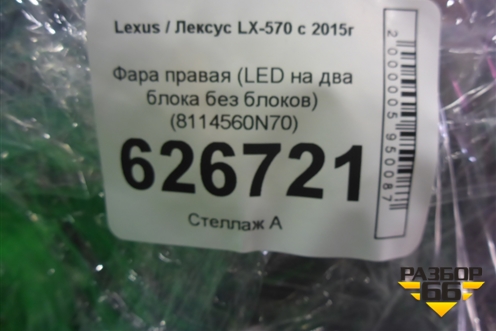 Lexus / Лексус LX-570 с 2015г
Фара правая (LED на два
блока без блоков)
(8114560N70)
626721
Стеллаж А
2000005950087
РАЗБОР
66